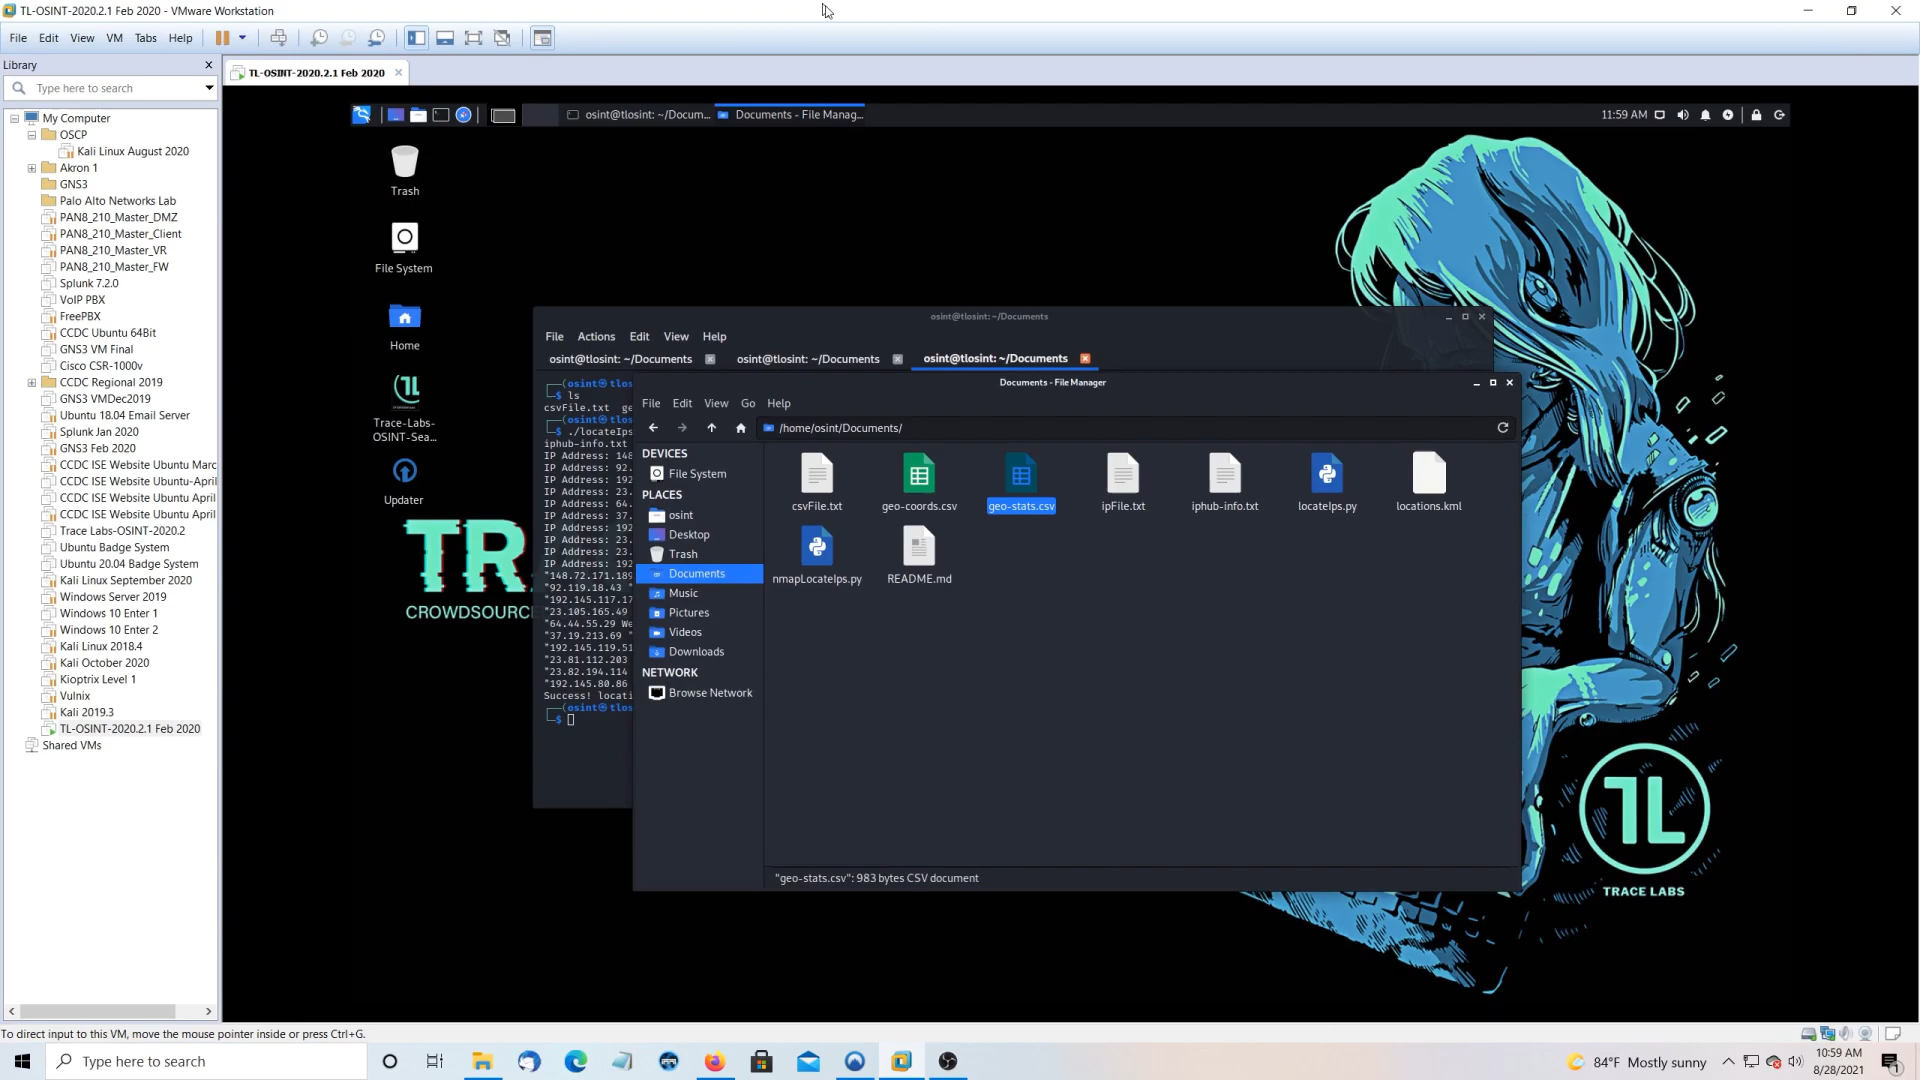 TL-OSINT-2020.2.1 Feb 2020 - VMware Workstation
File Edit View VM Tabs Help
Library
Type here to search
My Computer
OSCP
Kali Linux August 2020
Akron 1
GNS3
Palo Alto Networks Lab
PAN8_210_Master_DMZ
PAN8_210_Master_Client
PAN8_210_Master_VR
PAN8_210_Master_FW
Splunk 7.2.0
VoIP PBX
FreePBX
CCDC Ubuntu 64Bit
GNS3 VM Final
Cisco CSR-1000v
CCDC Regional 2019
GNS3 VMDec2019
Ubuntu 18.04 Email Server
Splunk Jan 2020
GNS3 Feb 2020
CCDC ISE Website Ubuntu Marc
CCDC ISE Website Ubuntu-April
CCDC ISE Website Ubuntu April
CCDC ISE Website Ubuntu April
Trace Labs-OSINT-2020.2
Ubuntu Badge System
Ubuntu 20.04 Badge System
Kali Linux September 2020
Windows Server 2019
Windows 10 Enter 1
Windows 10 Enter 2
Kali Linux 2018.4
Kali October 2020
Kioptrix Level 1
Vulnix
Kali 2019.3
TL-OSINT-2020.2.1 Feb 2020
Shared VMs
TL-OSINT-2020.2.1 Feb 2020
osint@tlosint: ~/Docum...
Documents - File Manag...
11:59 AM
Trash
File System
Home
Trace-Labs-
OSINT-Sea...
Updater
TR
CROWDSOURCE
osint@tlosint: ~/Documents
File Actions Edit View Help
osint@tlosint: ~/Documents
osint@tlosint: ~/Documents
osint@tlosint: ~/Documents
(osint㉿tlos
$ ls
csvFile.txt ge
(osint㉿tlos
$ ./locateIps
iphub-info.txt
IP Address: 148
IP Address: 92.
IP Address: 192
IP Address: 23.
IP Address: 64.
IP Address: 37.
IP Address: 192
IP Address: 23.
IP Address: 23.
IP Address: 192
"148.72.171.189
"92.119.18.43 "
"192.145.117.17
"23.105.165.49
"64.44.55.29 We
"37.19.213.69 "
"192.145.119.51
"23.81.112.203
"23.82.194.114
"192.145.80.86
Success! locati
(osint㉿tlos
$
Documents - File Manager
File Edit View Go Help
/home/osint/Documents/
DEVICES
File System
PLACES
osint
Desktop
Trash
Documents
Music
Pictures
Videos
Downloads
NETWORK
Browse Network
csvFile.txt
geo-coords.csv
geo-stats.csv
ipFile.txt
iphub-info.txt
locateIps.py
locations.kml
nmapLocateIps.py
README.md
"geo-stats.csv": 983 bytes CSV document
TL
TRACE LABS
To direct input to this VM, move the mouse pointer inside or press Ctrl+G.
Type here to search
84°F Mostly sunny
10:59 AM
8/28/2021
1